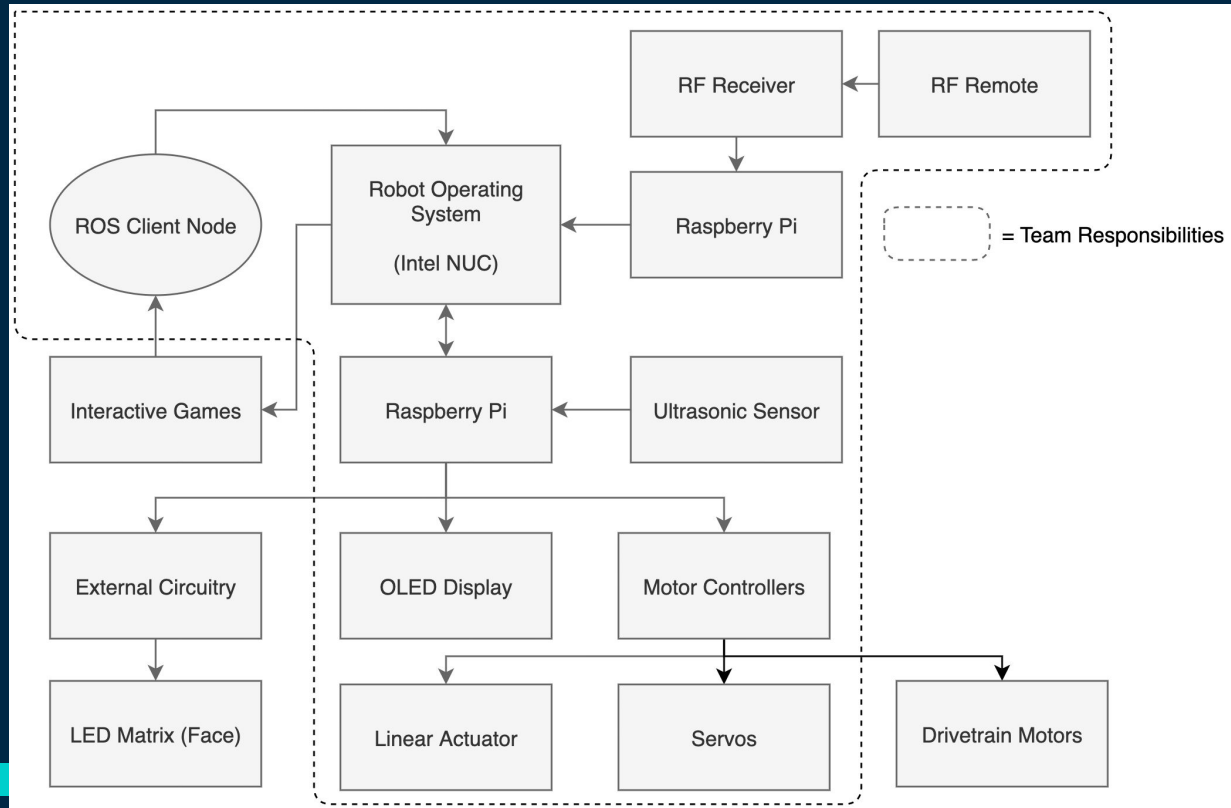 RF Receiver
RF Remote
ROS Client Node
Robot Operating
System
(Intel NUC)
Raspberry Pi
= Team Responsibilities
Interactive Games
Raspberry Pi
Ultrasonic Sensor
External Circuitry
OLED Display
Motor Controllers
LED Matrix (Face)
Linear Actuator
Servos
Drivetrain Motors